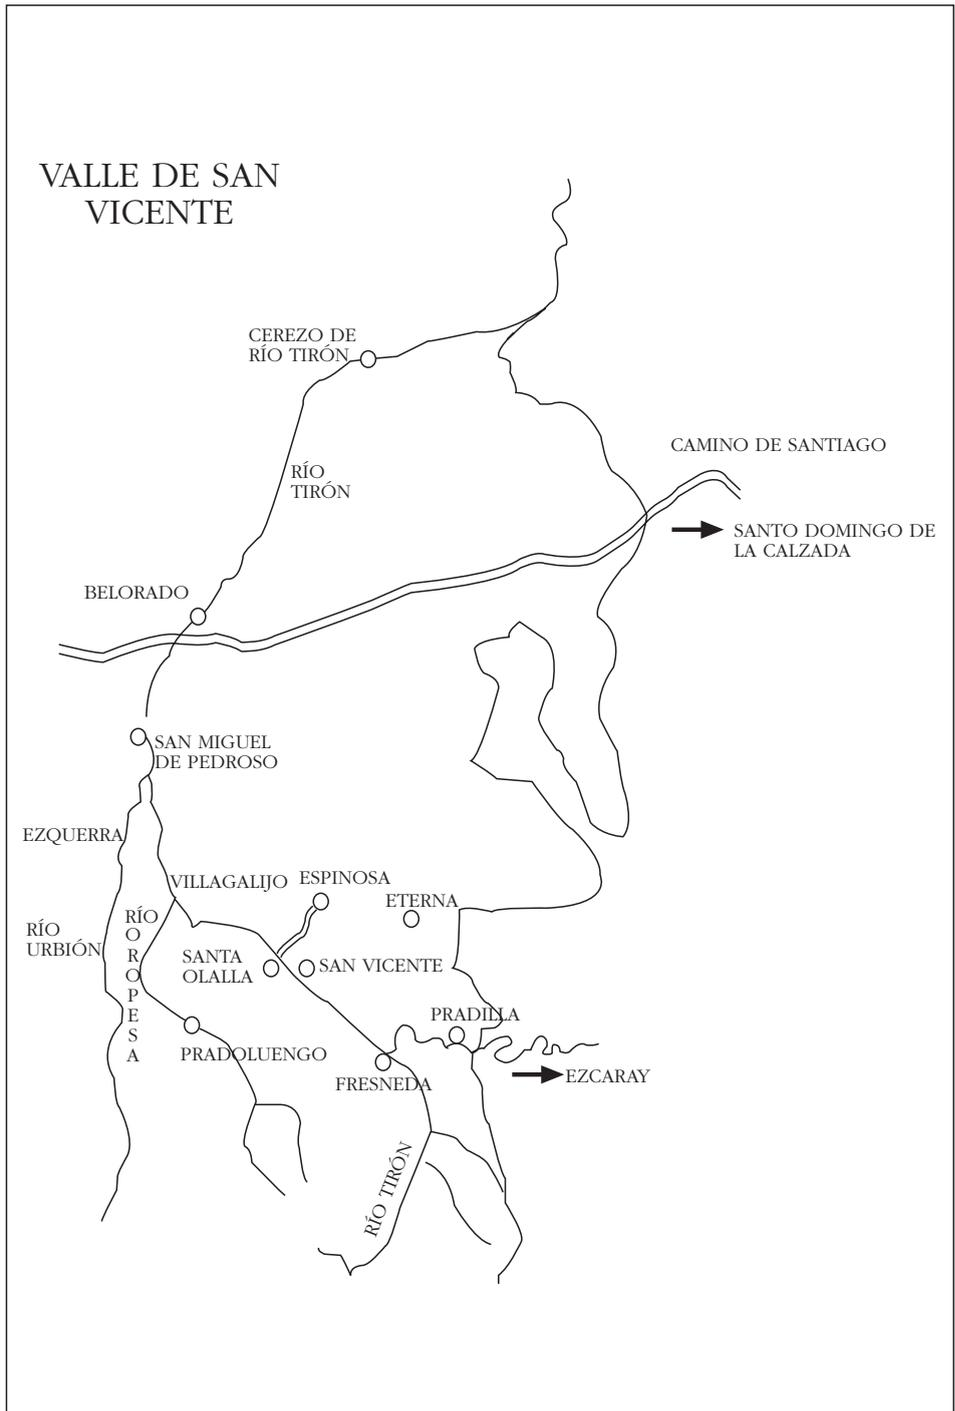 VALLE DE SAN
VICENTE
CEREZO DE
RÍO TIRÓN
CAMINO DE SANTIAGO
RÍO
TIRÓN
SANTO DOMINGO DE
LA CALZADA
BELORADO
SAN MIGUEL
DE PEDROSO
EZQUERRA
VILLAGALIJO
ESPINOSA
ETERNA
RÍO
URBIÓN
RÍO
O
R
O
P
E
S
A
SANTA
OLALLA
SAN VICENTE
PRADILLA
PRADOLUENGO
FRESNEDA
EZCARAY
RÍO TIRÓN